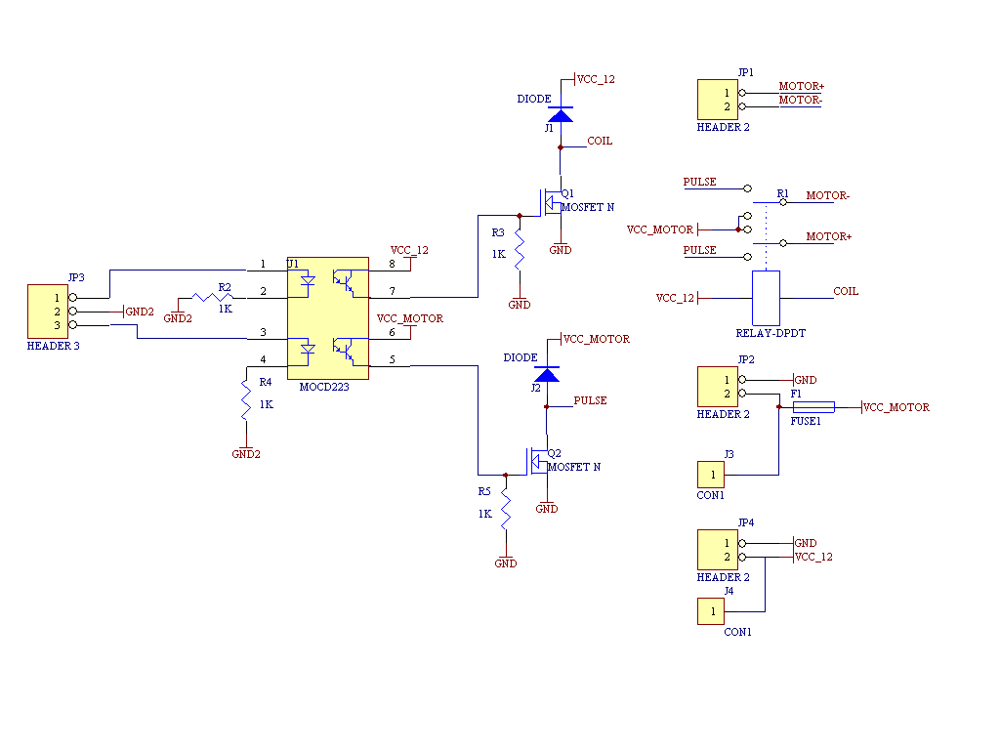 JP1
VCC_12
DIODE
1 MOTOR+
2 MOTOR-
J1
HEADER 2
COIL
PULSE
Q1
R1
MOTOR-
MOSFET N
R3
VCC_MOTOR
MOTOR+
GND
1K
PULSE
VCC_12
U1
1
8
JP3
R2
2
7
VCC_12
COIL
1
1K
GND
2
GND2
GND2
3
VCC_MOTOR
3
6
RELAY-DPDT
HEADER 3
VCC_MOTOR
DIODE
JP2
4
5
R4
MOCD223
J2
1
GND
1K
PULSE
2
F1
VCC_MOTOR
HEADER 2
FUSE1
GND2
Q2
J3
MOSFET N
1
R5
CON1
1K
GND
JP4
1
GND
GND
2
VCC_12
HEADER 2
J4
1
CON1